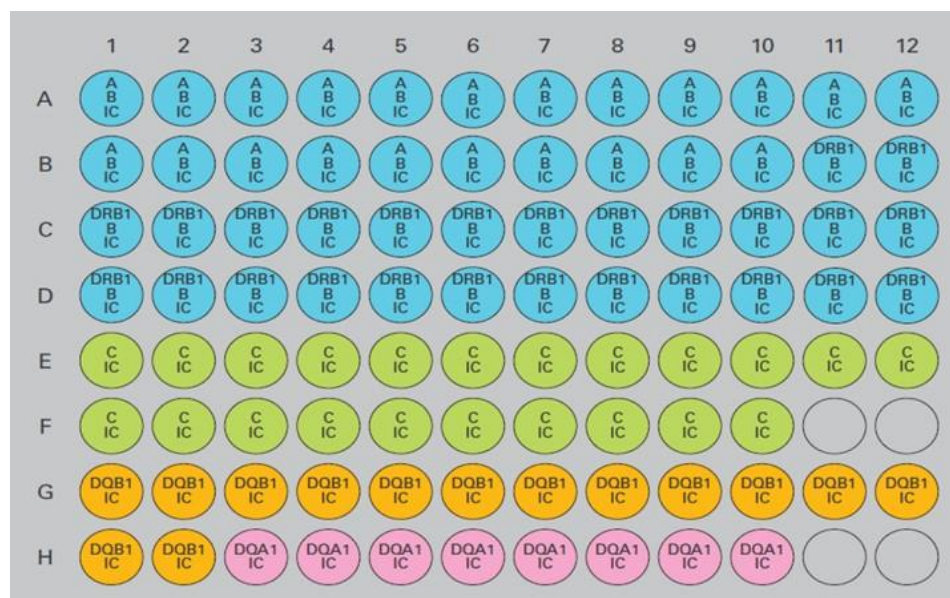 1 2 3 4 5 6 7 8 9 10 11 12
A A A A A A A A A A A A
A B B B B B B B B B B B B
IC IC IC IC IC IC IC IC IC IC IC IC
A A A A A A A A A A DRB1 DRB1
B B B B B B B B B B B B B
IC IC IC IC IC IC IC IC IC IC IC IC
DRB1 DRB1 DRB1 DRB1 DRB1 DRB1 DRB1 DRB1 DRB1 DRB1 DRB1 DRB1
C B B B B B B B B B B B B
IC IC IC IC IC IC IC IC IC IC IC IC
DRB1 DRB1 DRB1 DRB1 DRB1 DRB1 DRB1 DRB1 DRB1 DRB1 DRB1 DRB1
D B B B B B B B B B B B B
IC IC IC IC IC IC IC IC IC IC IC IC
E C C C C C C C C C C C C
IC IC IC IC IC IC IC IC IC IC IC IC
F C C C C C C C C C C
IC IC IC IC IC IC IC IC IC IC
G DQB1 DQB1 DQB1 DQB1 DQB1 DQB1 DQB1 DQB1 DQB1 DQB1 DQB1 DQB1
IC IC IC IC IC IC IC IC IC IC IC IC
H DQB1 DQB1 DQA1 DQA1 DQA1 DQA1 DQA1 DQA1 DQA1 DQA1
IC IC IC IC IC IC IC IC IC IC